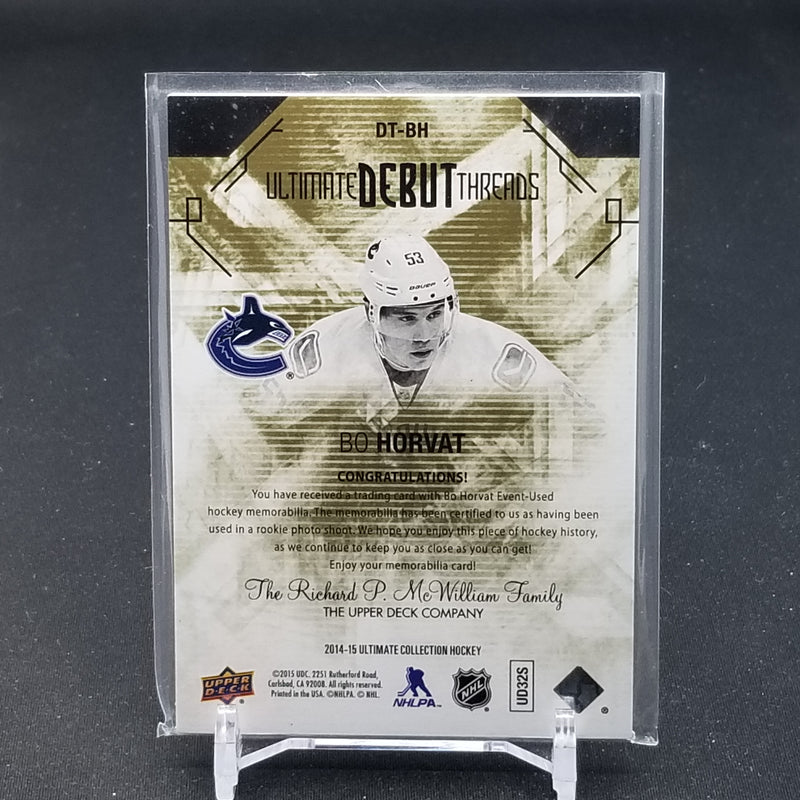 DT-BH
ULTIMATE DEBUT THREADS
53
BAUER
BO HORVAT
CONGRATULATIONS!
You have received a trading card with Bo Horvat Event-Used
hockey memorabilia. The memorabilia has been certified to us as having been
used in a rookie photo shoot. We hope you enjoy this piece of hockey history,
as we continue to keep you as close as you can get!
Enjoy your memorabilia card!
The Richard P. McWilliam Family
THE UPPER DECK COMPANY
2014-15 ULTIMATE COLLECTION HOCKEY
UPPER DECK
©2015 UDC. 2251 Rutherford Road,
Carlsbad, CA 92008. All rights reserved.
Printed in the USA. ©NHLPA. © NHL.
NHLPA
NHL
UD32S